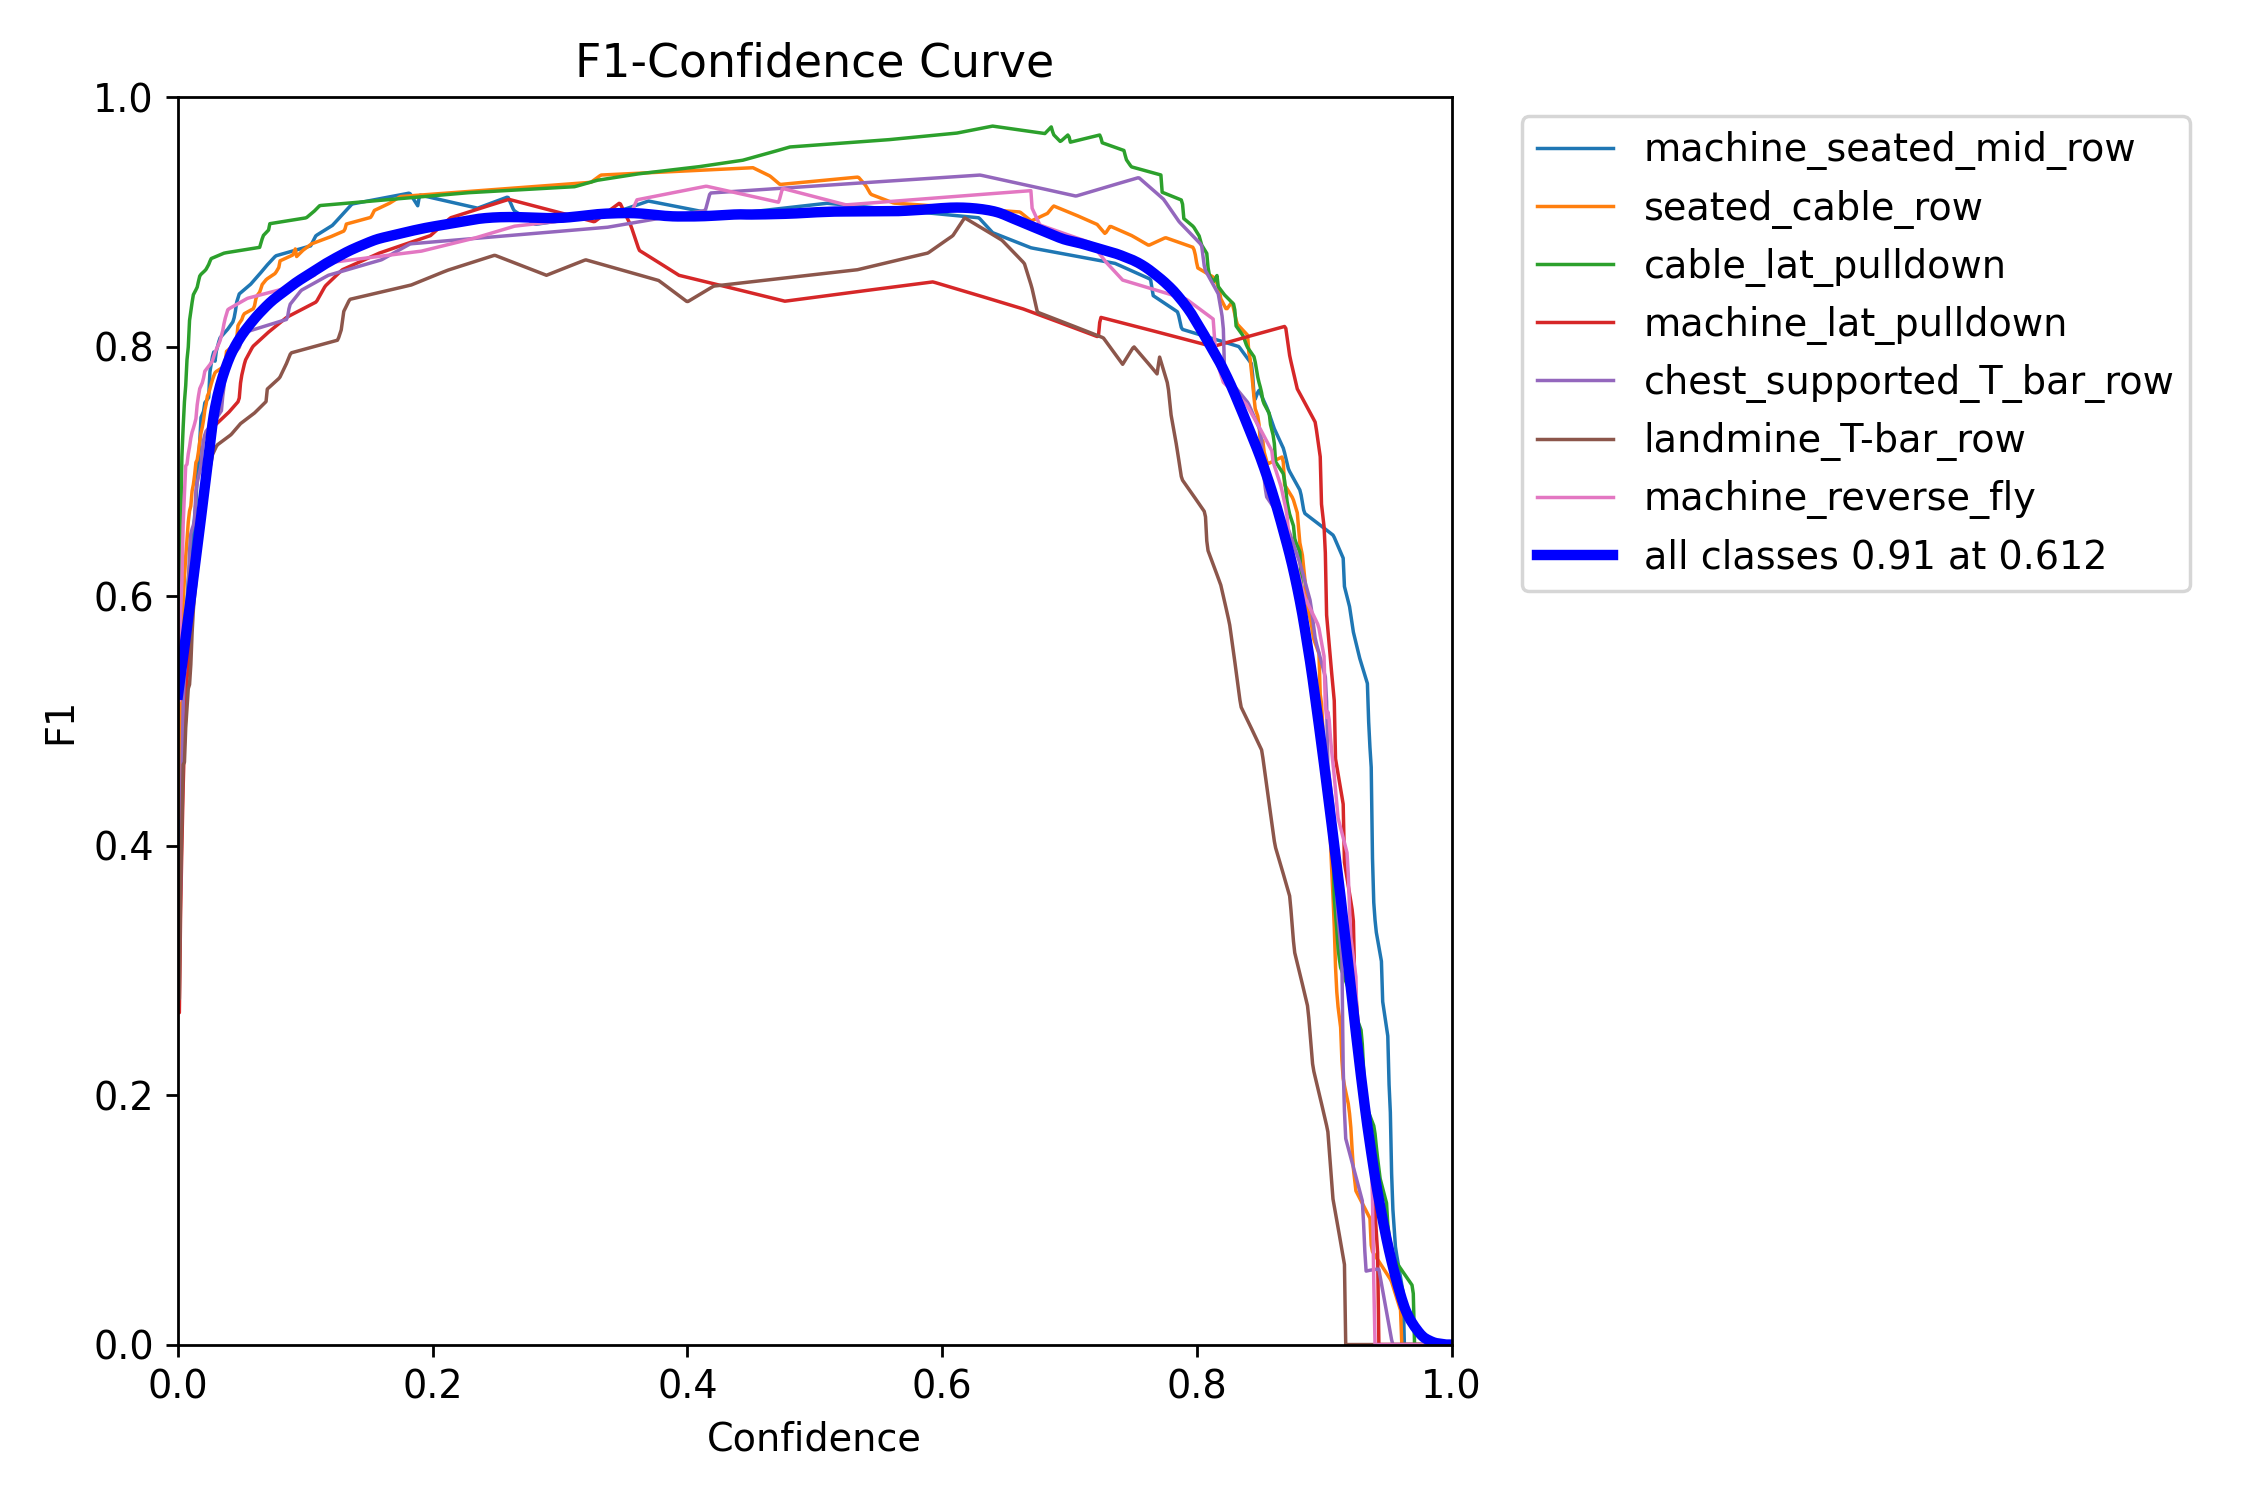 F1-Confidence Curve
1.0
0.8
0.6
0.4
0.2
0.0
F1
0.0 0.2 0.4 0.6 0.8 1.0
Confidence
machine_seated_mid_row
seated_cable_row
cable_lat_pulldown
machine_lat_pulldown
chest_supported_T_bar_row
landmine_T-bar_row
machine_reverse_fly
all classes 0.91 at 0.612